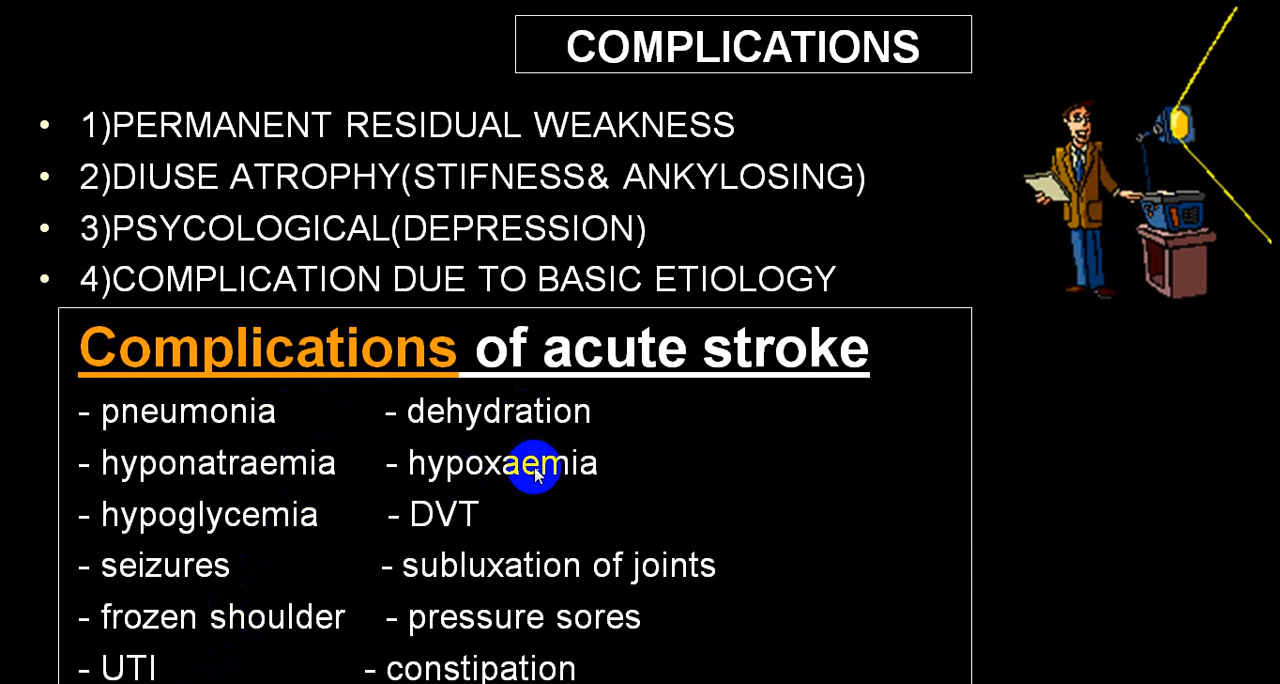 COMPLICATIONS
• 1)PERMANENT RESIDUAL WEAKNESS
• 2)DIUSE ATROPHY(STIFNESS& ANKYLOSING)
• 3)PSYCOLOGICAL(DEPRESSION)
• 4)COMPLICATION DUE TO BASIC ETIOLOGY
Complications of acute stroke
- pneumonia - dehydration
- hyponatraemia - hypoxaemia
- hypoglycemia - DVT
- seizures - subluxation of joints
- frozen shoulder - pressure sores
- UTI - constipation